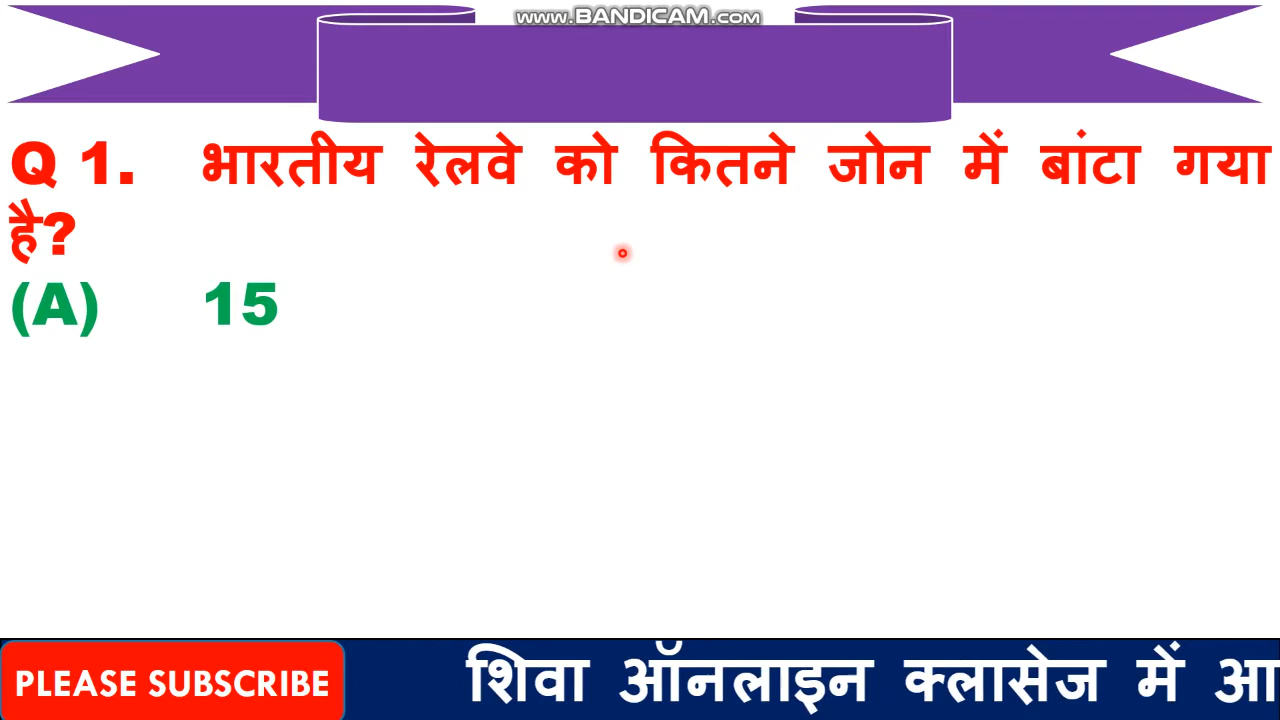 www.BANDICAM.com
Q 1. भारतीय रेलवे को कितने जोन में बांटा गया
है?
(A) 15
PLEASE SUBSCRIBE
शिवा ऑनलाइन क्लासेज में आ